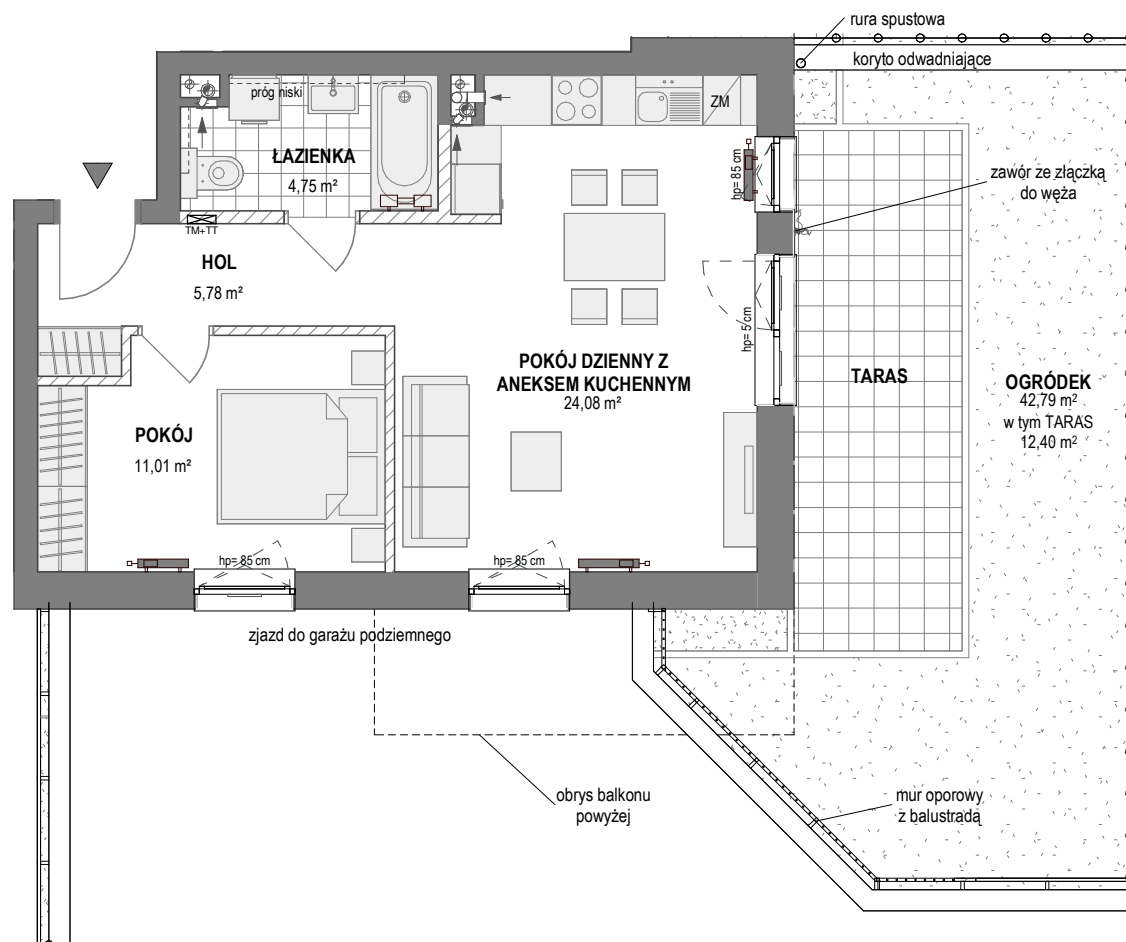 rura spustowa
koryto odwadniające
próg niski
ZM
ŁAZIENKA
4,75 m²
hp= 85 cm
zawór ze złączką
do węża
TM+TT
HOL
5,78 m²
hp= 5 cm
POKÓJ DZIENNY Z
ANEKSEM KUCHENNYM
24,08 m²
TARAS
OGRÓDEK
42,79 m²
w tym TARAS
12,40 m²
POKÓJ
11,01 m²
hp= 85 cm
hp= 85 cm
zjazd do garażu podziemnego
obrys balkonu
powyżej
mur oporowy
z balustradą